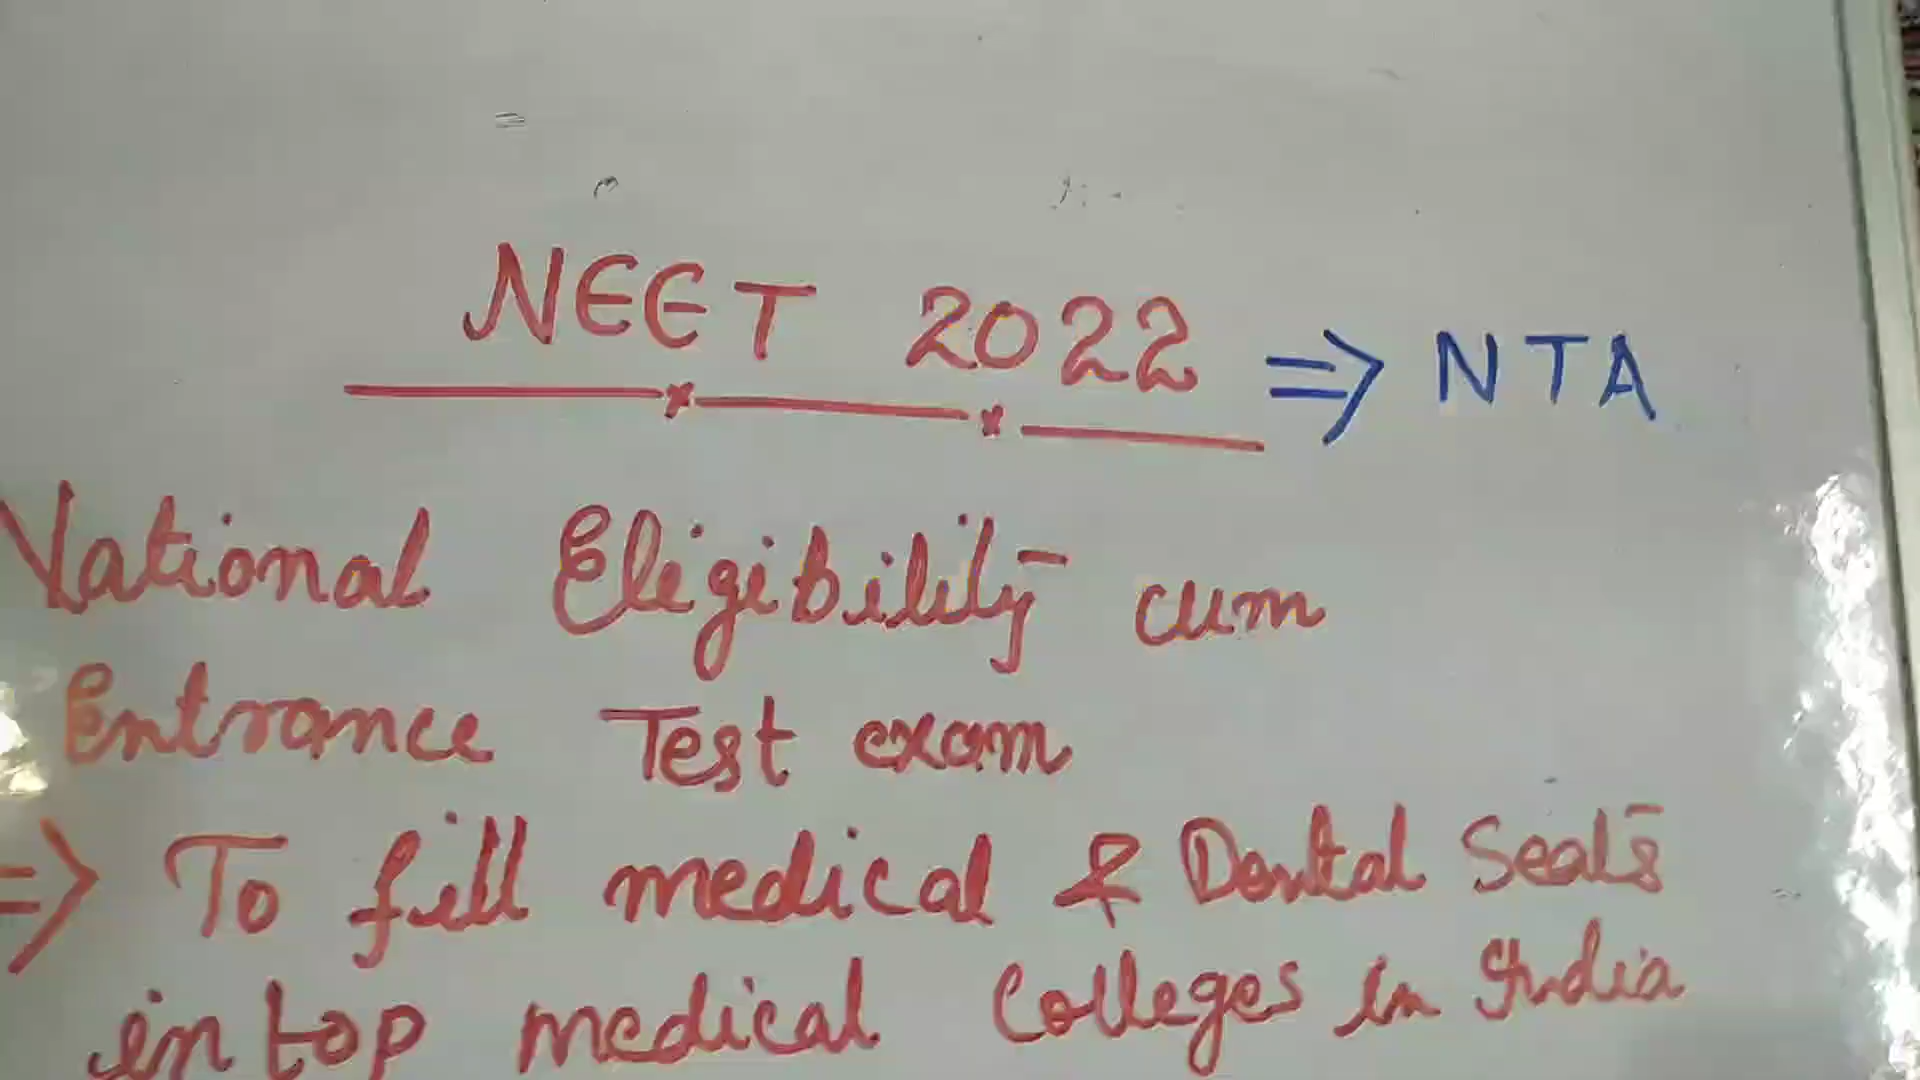 NEET 2022 ⇒ NTA
National Eligibility cum
Entrance Test exam
⇒ To fill medical & Dental Seats
in top medical Colleges in India